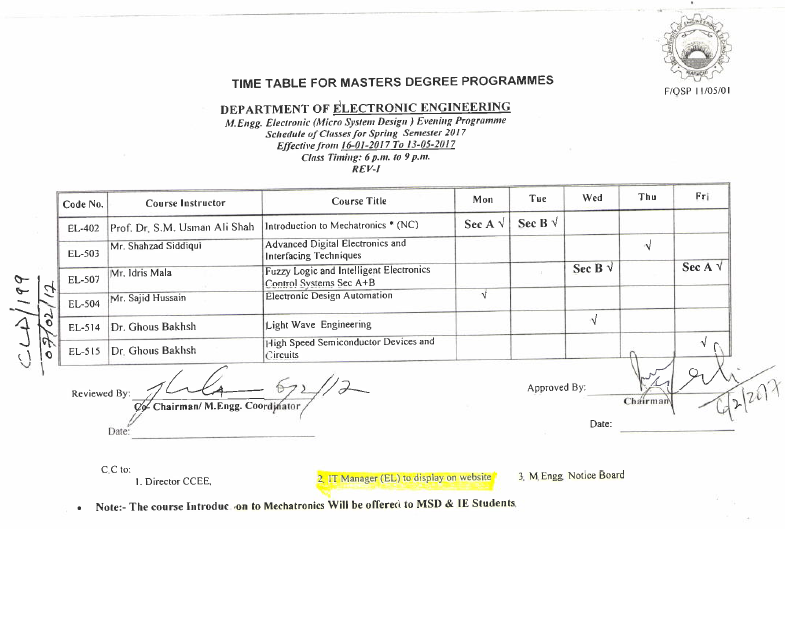 F/QSP 11/05/01
TIME TABLE FOR MASTERS DEGREE PROGRAMMES
DEPARTMENT OF ELECTRONIC ENGINEERING
M.Engg. Electronic (Micro System Design ) Evening Programme
Schedule of Classes for Spring Semester 2017
Effective from 16-01-2017 To 13-05-2017
Class Timing: 6 p.m. to 9 p.m.
REV-I
Code No. Course Instructor Course Title Mon Tue Wed Thu Fri
EL-402 Prof. Dr. S.M. Usman Ali Shah Introduction to Mechatronics * (NC) Sec A √ Sec B √
EL-503 Mr. Shahzad Siddiqui Advanced Digital Electronics and
Interfacing Techniques √
EL-507 Mr. Idris Mala Fuzzy Logic and Intelligent Electronics
Control Systems Sec A+B Sec B √ Sec A √
EL-504 Mr. Sajid Hussain Electronic Design Automation √
EL-514 Dr. Ghous Bakhsh Light Wave Engineering √
EL-515 Dr. Ghous Bakhsh High Speed Semiconductor Devices and
Circuits √
CLD/199
07/02/17
Reviewed By: 6/2/17
Co- Chairman/ M.Engg. Coordinator
Date:
Approved By:
Chairman
6/2/2017
Date:
C.C to:
1. Director CCEE,
2. IT Manager (EL) to display on website
3. M.Engg. Notice Board
• Note:- The course Introduc on to Mechatronics Will be offered to MSD & IE Students.